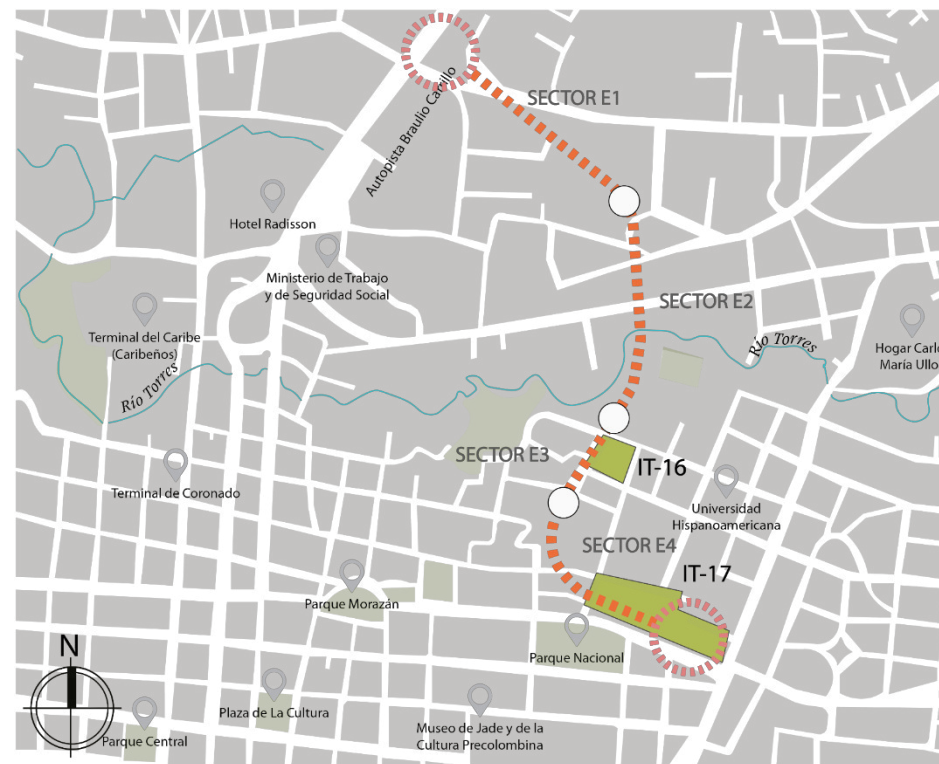 SECTOR E1
Autopista Braulio Carrillo
Hotel Radisson
Ministerio de Trabajo
y de Seguridad Social
SECTOR E2
Terminal del Caribe
(Caribeños)
Río Torres
Río Torres
Hogar Carlo
María Ullo
SECTOR E3
IT-16
Terminal de Coronado
Universidad
Hispanoamericana
SECTOR E4
IT-17
Parque Morazán
Parque Nacional
N
Plaza de La Cultura
Museo de Jade y de la
Cultura Precolombina
Parque Central